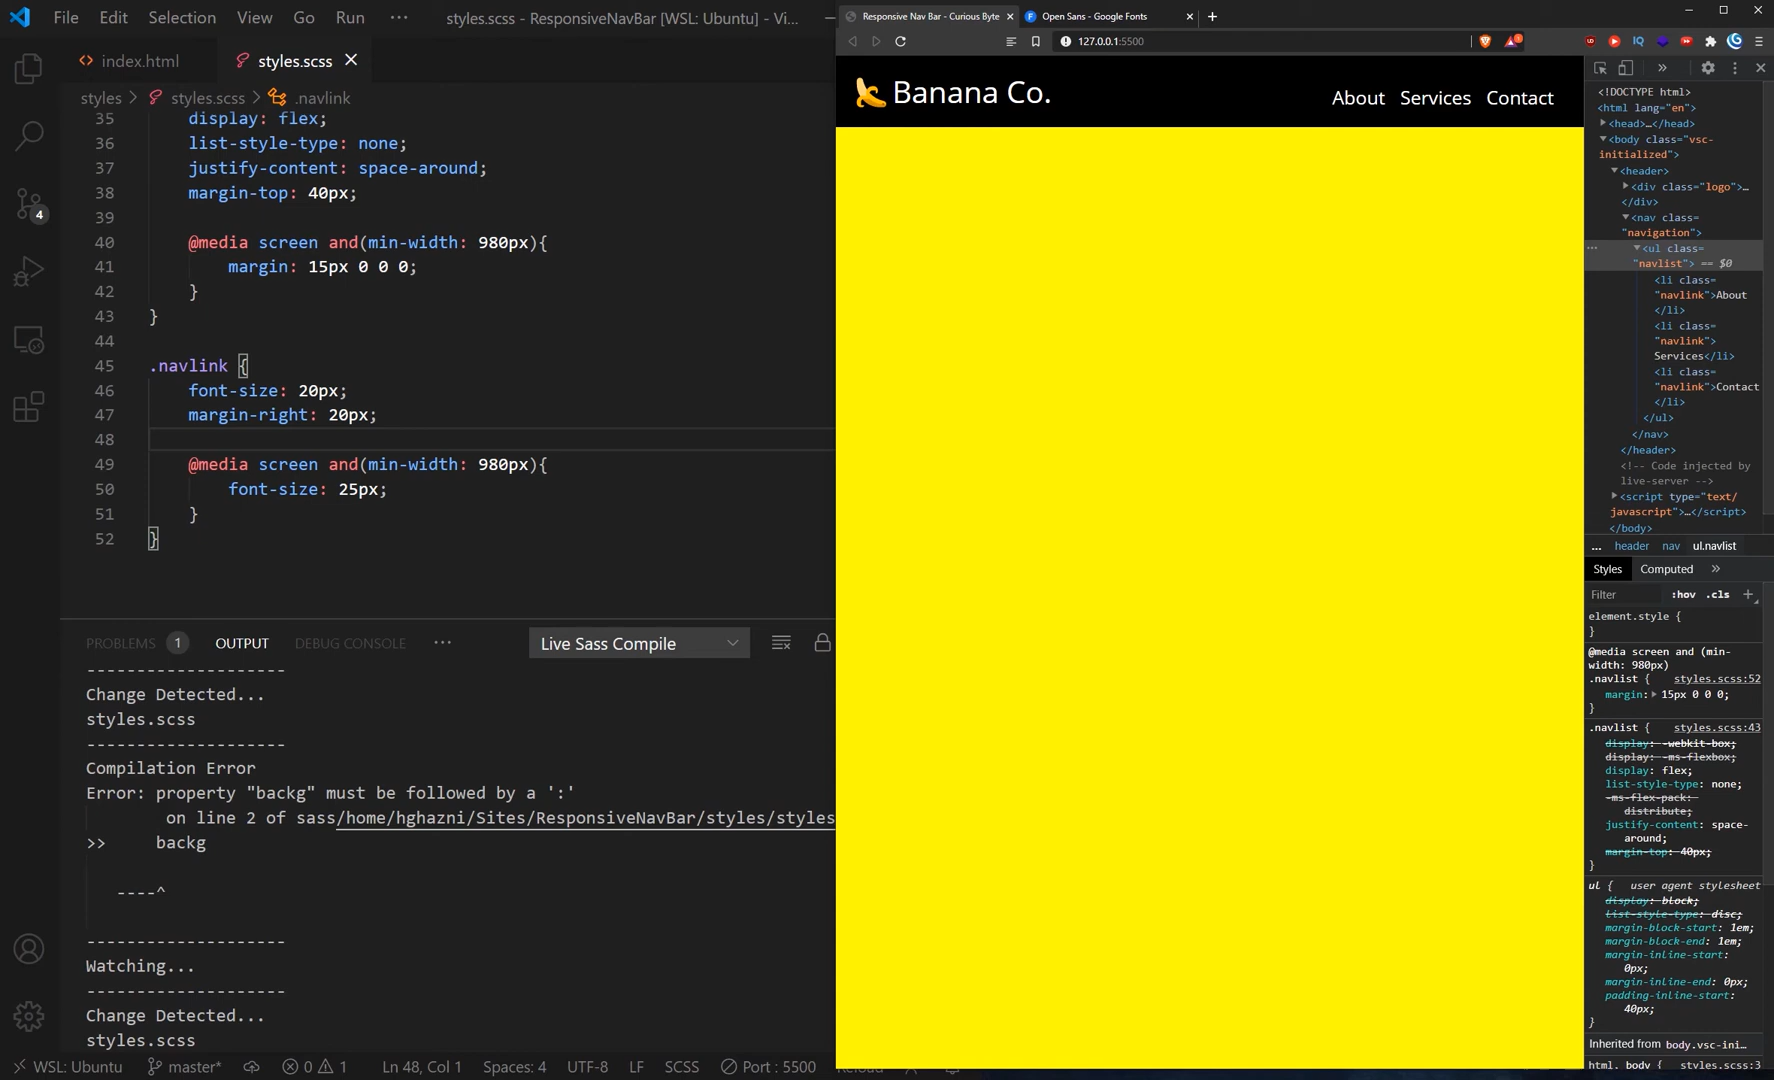 File Edit Selection View Go Run ··· styles.scss - ResponsiveNavBar [WSL: Ubuntu] - Vi...
index.html styles.scss
styles > styles.scss > .navlink
35 display: flex;
36 list-style-type: none;
37 justify-content: space-around;
38 margin-top: 40px;
39
40 @media screen and(min-width: 980px){
41 margin: 15px 0 0 0;
42 }
43 }
44
45 .navlink {
46 font-size: 20px;
47 margin-right: 20px;
48
49 @media screen and(min-width: 980px){
50 font-size: 25px;
51 }
52 }
4
PROBLEMS 1 OUTPUT DEBUG CONSOLE ··· Live Sass Compile
--------------------
Change Detected...
styles.scss
--------------------
Compilation Error
Error: property "backg" must be followed by a ':'
on line 2 of sass/home/hghazni/Sites/ResponsiveNavBar/styles/styles
>> backg
----^
--------------------
Watching...
--------------------
Change Detected...
styles.scss
WSL: Ubuntu master* 0 1 Ln 48, Col 1 Spaces: 4 UTF-8 LF SCSS Port : 5500
Responsive Nav Bar - Curious Byte Open Sans - Google Fonts
127.0.0.1:5500
Banana Co. About Services Contact
<!DOCTYPE html>
<html lang="en">
<head>…</head>
<body class="vsc-
initialized">
<header>
<div class="logo">…
</div>
<nav class=
"navigation">
<ul class=
"navlist"> == $0
<li class=
"navlink">About
</li>
<li class=
"navlink">
Services</li>
<li class=
"navlink">Contact
</li>
</ul>
</nav>
</header>
<!-- Code injected by
live-server -->
<script type="text/
javascript">…</script>
</body>
... header nav ul.navlist
Styles Computed »
Filter :hov .cls +
element.style {
}
@media screen and (min-
width: 980px)
.navlist { styles.scss:52
margin: 15px 0 0 0;
}
.navlist { styles.scss:43
display: -webkit-box;
display: -ms-flexbox;
display: flex;
list-style-type: none;
-ms-flex-pack:
distribute;
justify-content: space-
around;
margin-top: 40px;
}
ul { user agent stylesheet
display: block;
list-style-type: disc;
margin-block-start: 1em;
margin-block-end: 1em;
margin-inline-start:
0px;
margin-inline-end: 0px;
padding-inline-start:
40px;
}
Inherited from body.vsc-ini…
html, body { styles.scss:3